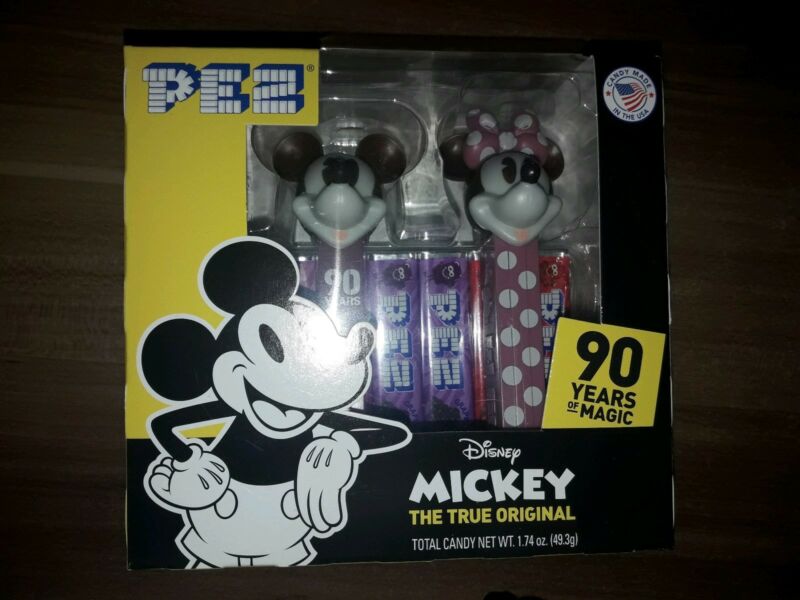 PEZ®
CANDY MADE
IN THE USA
90
YEARS
PEZ
PEZ
PEZ
90
YEARS
OF MAGIC
Disney
MICKEY
THE TRUE ORIGINAL
TOTAL CANDY NET WT. 1.74 oz. (49.3g)